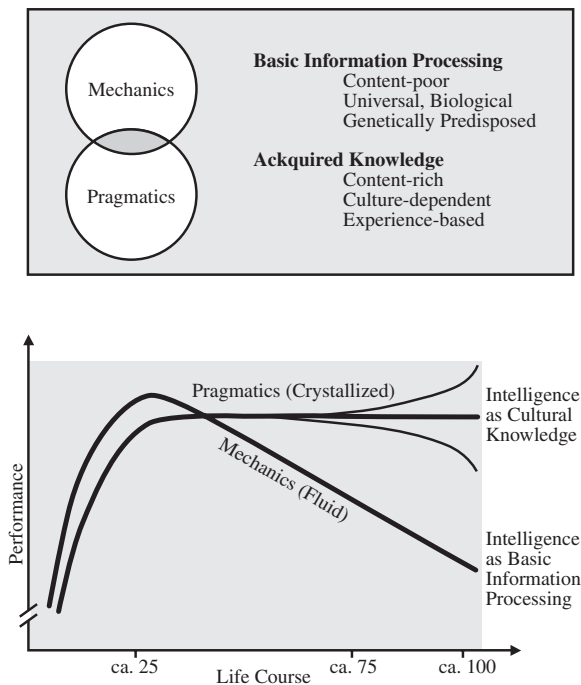 Mechanics
Pragmatics
Basic Information Processing
Content-poor
Universal, Biological
Genetically Predisposed
Ackquired Knowledge
Content-rich
Culture-dependent
Experience-based
Performance
Pragmatics (Crystallized)
Mechanics (Fluid)
Intelligence
as Cultural
Knowledge
Intelligence
as Basic
Information
Processing
ca. 25
ca. 75
ca. 100
Life Course